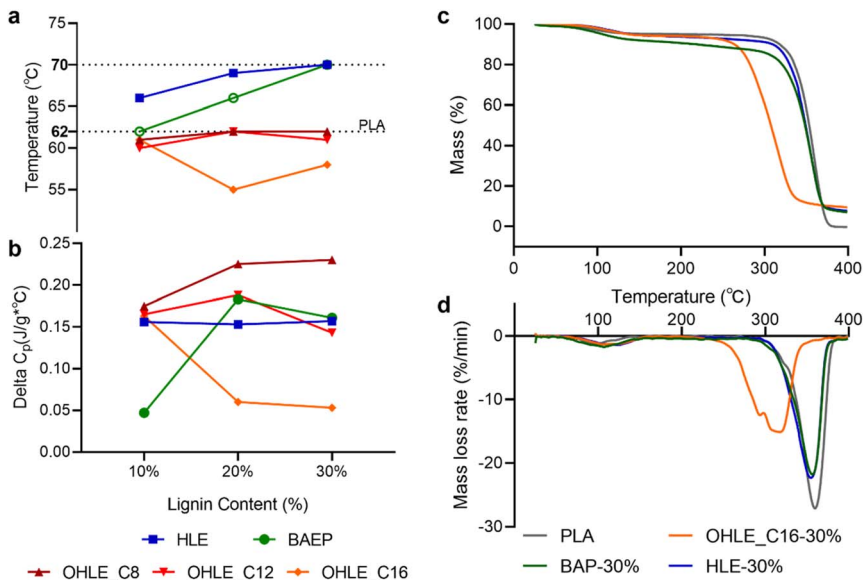 a
75
70
65
62
60
55
Temperature (°C)
PLA
b
0.25
0.20
0.15
0.10
0.05
0.00
Delta Cp(J/g*°C)
10%
20%
30%
Lignin Content (%)
HLE
BAEP
OHLE_C8
OHLE_C12
OHLE_C16
c
100
80
60
40
20
0
Mass (%)
0
100
200
300
400
Temperature (°C)
d
0
100
200
300
400
0
-10
-20
-30
Mass loss rate (%/min)
PLA
OHLE_C16-30%
BAP-30%
HLE-30%